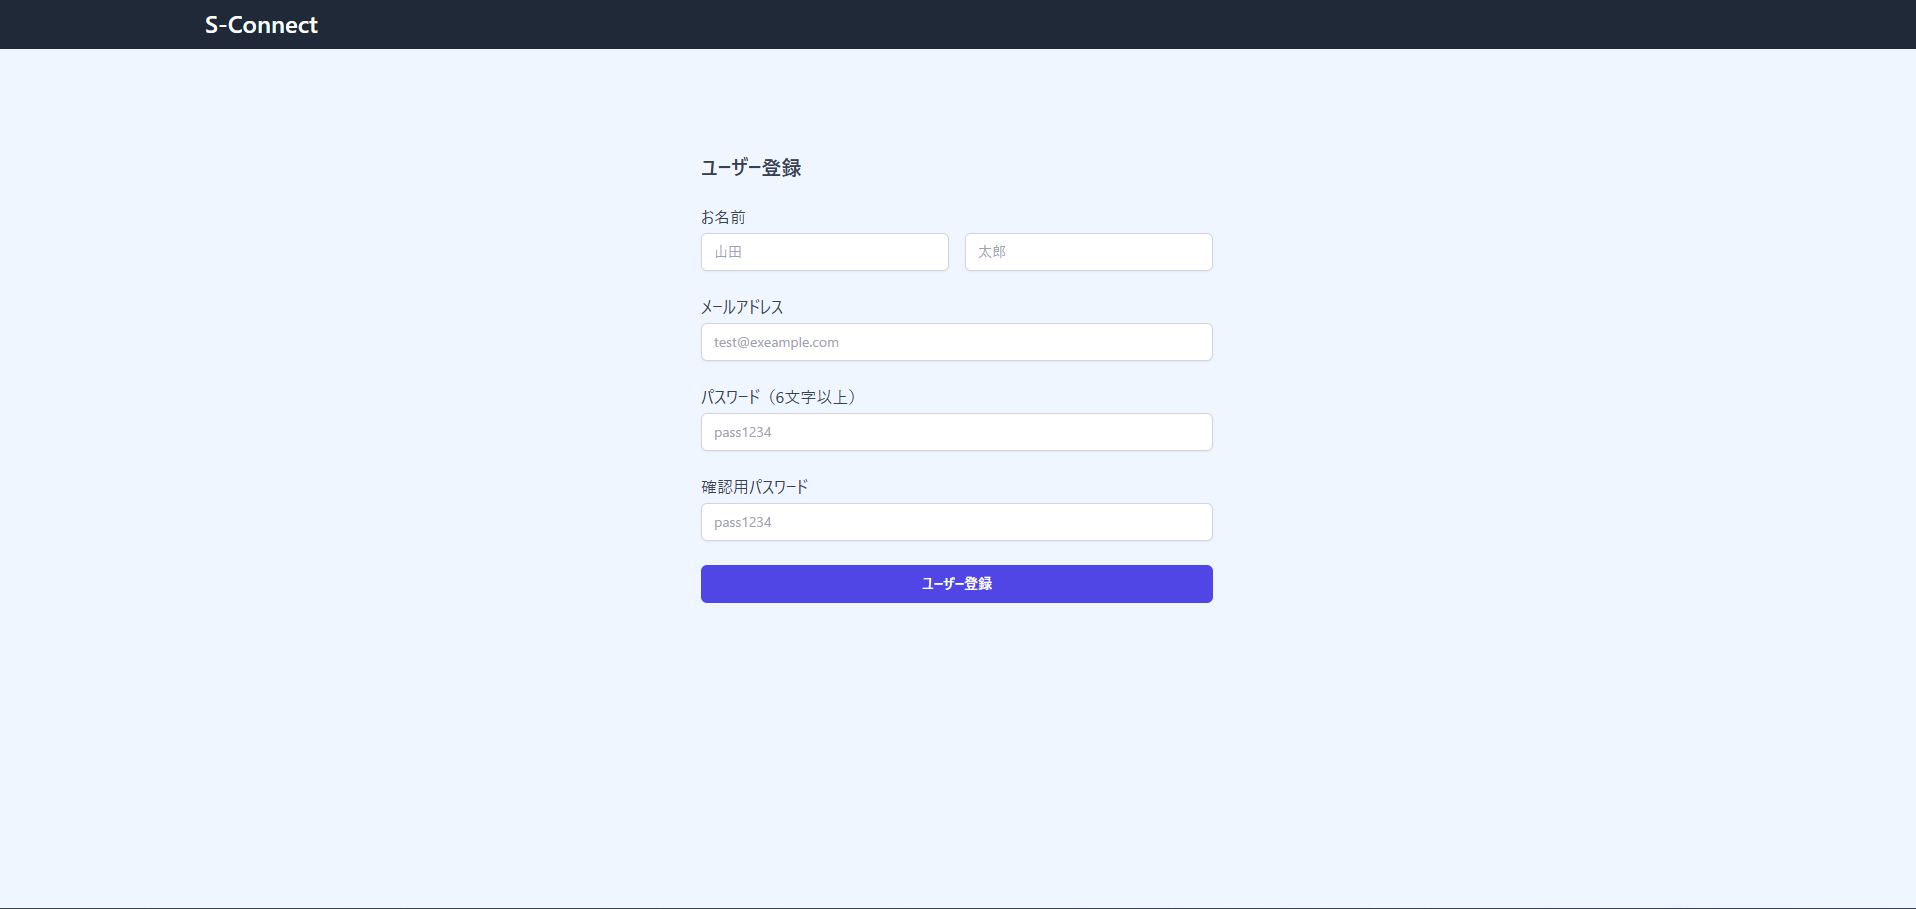 S-Connect
ユーザー登録
お名前
山田 太郎
メールアドレス
test@exeample.com
パスワード（6文字以上）
pass1234
確認用パスワード
pass1234
ユーザー登録